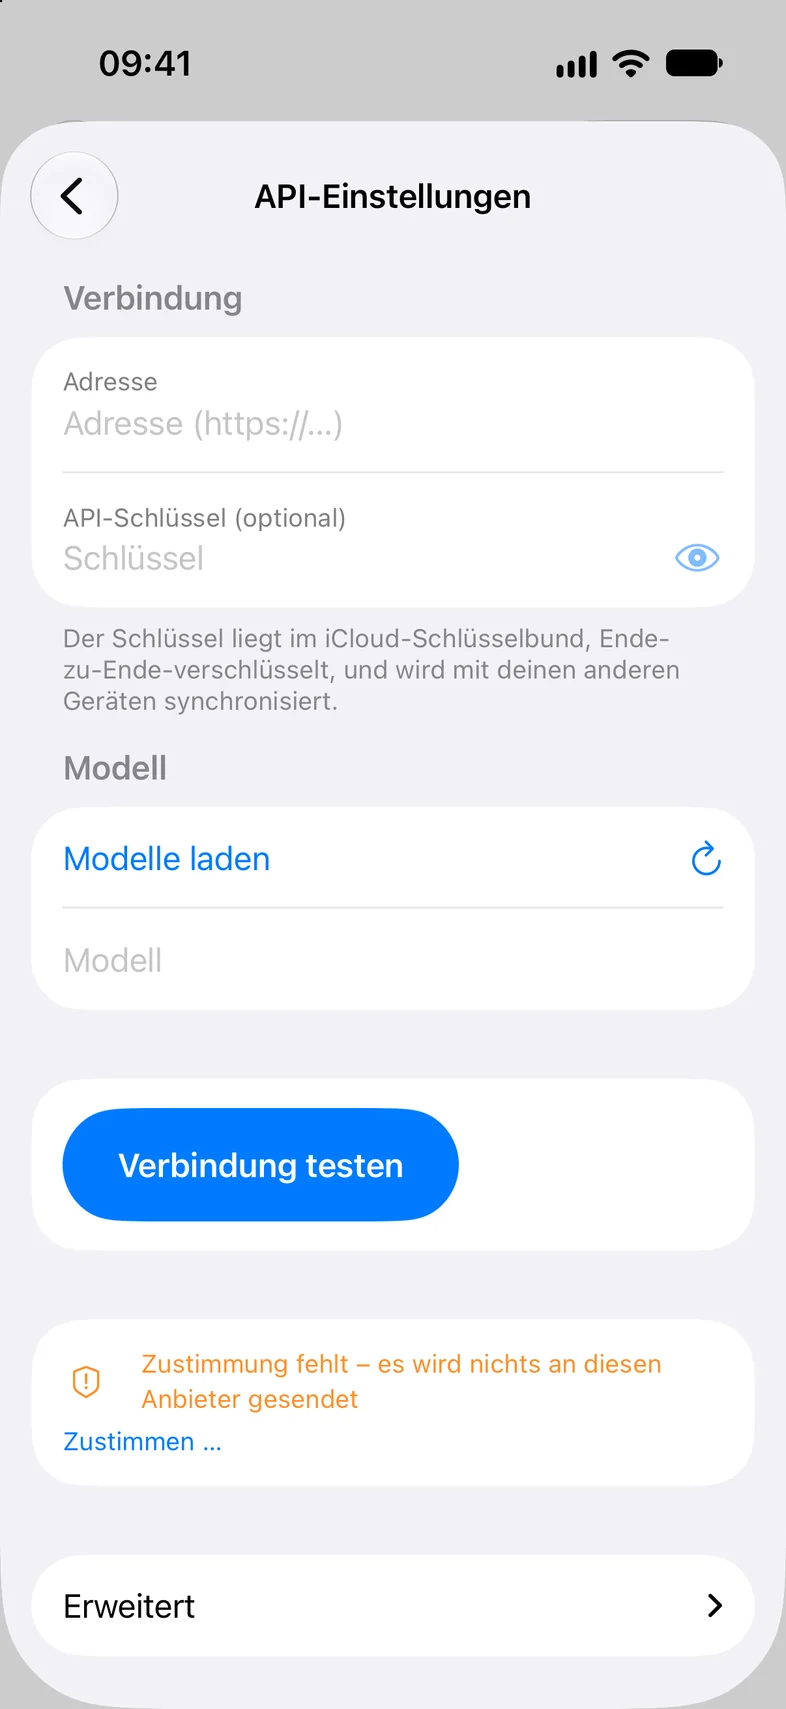 09:41
API-Einstellungen
Verbindung
Adresse
Adresse (https://...)
API-Schlüssel (optional)
Schlüssel
Der Schlüssel liegt im iCloud-Schlüsselbund, Ende-
zu-Ende-verschlüsselt, und wird mit deinen anderen
Geräten synchronisiert.
Modell
Modelle laden
Modell
Verbindung testen
Zustimmung fehlt – es wird nichts an diesen
Anbieter gesendet
Zustimmen ...
Erweitert